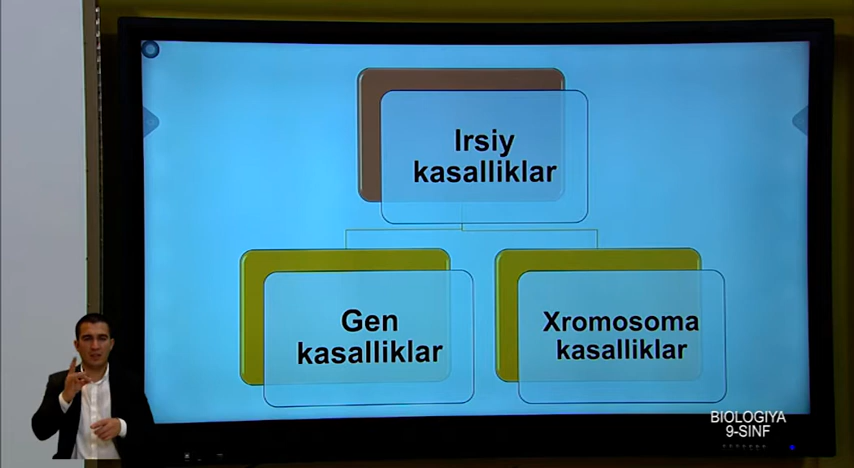 Irsiy
kasalliklar
Gen
kasalliklar
Xromosoma
kasalliklar
BIOLOGIYA
9-SINF